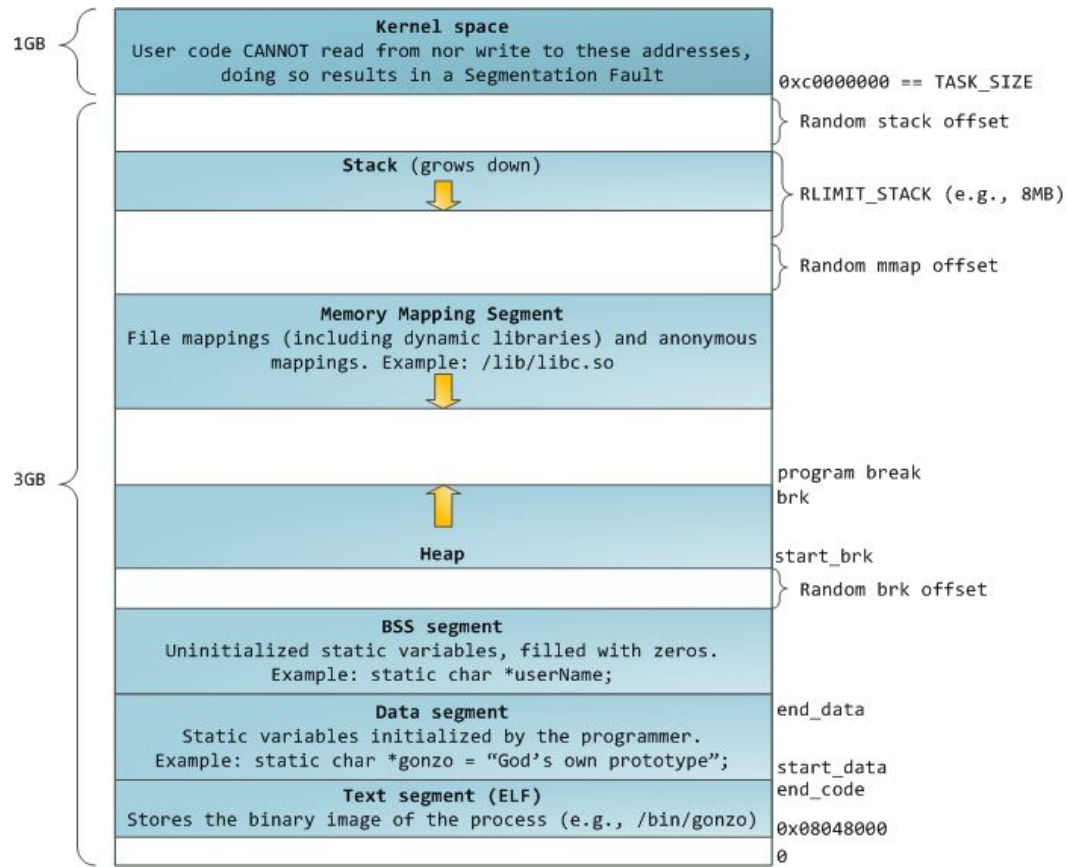 1GB
Kernel space
User code CANNOT read from nor write to these addresses,
doing so results in a Segmentation Fault
0xc0000000 == TASK_SIZE
Random stack offset
Stack (grows down)
RLIMIT_STACK (e.g., 8MB)
Random mmap offset
Memory Mapping Segment
File mappings (including dynamic libraries) and anonymous
mappings. Example: /lib/libc.so
3GB
program break
brk
Heap
start_brk
Random brk offset
BSS segment
Uninitialized static variables, filled with zeros.
Example: static char *userName;
Data segment
end_data
Static variables initialized by the programmer.
Example: static char *gonzo = “God’s own prototype”;
start_data
end_code
Text segment (ELF)
Stores the binary image of the process (e.g., /bin/gonzo)
0x08048000
0